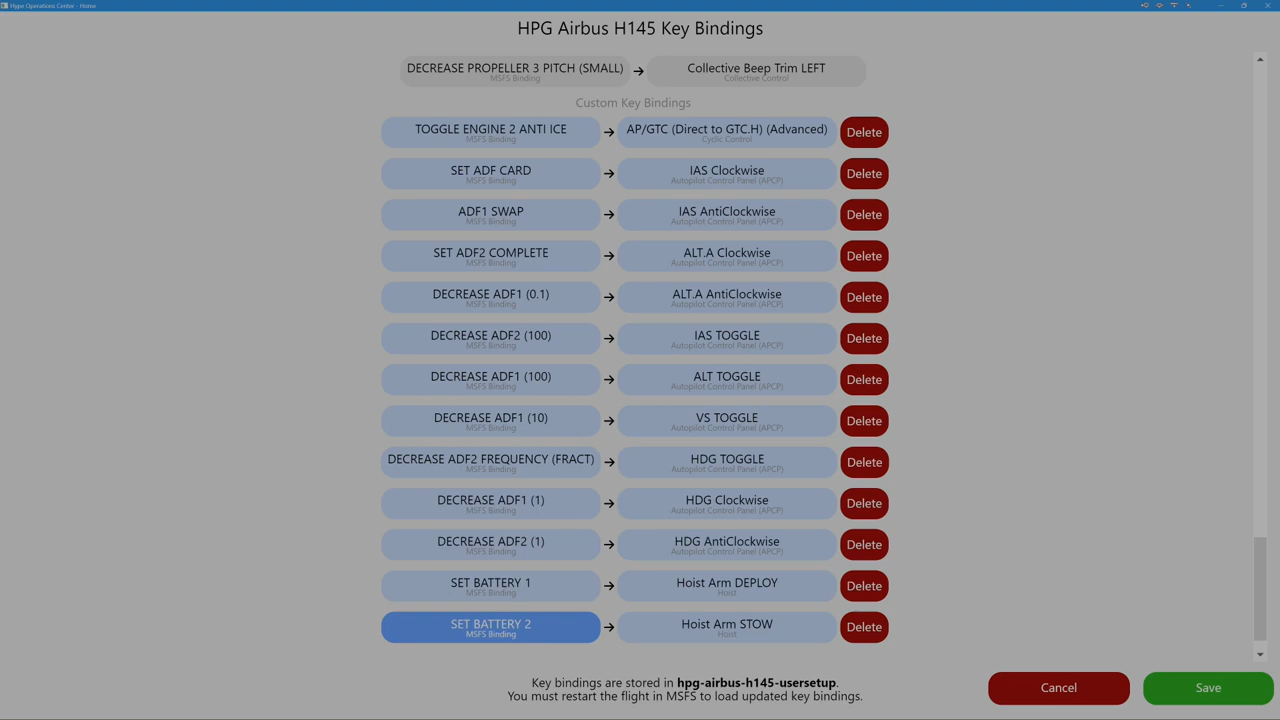 Hype Operations Center - Home
HPG Airbus H145 Key Bindings
DECREASE PROPELLER 3 PITCH (SMALL)
MSFS Binding
Collective Beep Trim LEFT
Collective Control
Custom Key Bindings
TOGGLE ENGINE 2 ANTI ICE
MSFS Binding
AP/GTC (Direct to GTC.H) (Advanced)
Cyclic Control
Delete
SET ADF CARD
MSFS Binding
IAS Clockwise
Autopilot Control Panel (APCP)
Delete
ADF1 SWAP
MSFS Binding
IAS AntiClockwise
Autopilot Control Panel (APCP)
Delete
SET ADF2 COMPLETE
MSFS Binding
ALT.A Clockwise
Autopilot Control Panel (APCP)
Delete
DECREASE ADF1 (0.1)
MSFS Binding
ALT.A AntiClockwise
Autopilot Control Panel (APCP)
Delete
DECREASE ADF2 (100)
MSFS Binding
IAS TOGGLE
Autopilot Control Panel (APCP)
Delete
DECREASE ADF1 (100)
MSFS Binding
ALT TOGGLE
Autopilot Control Panel (APCP)
Delete
DECREASE ADF1 (10)
MSFS Binding
VS TOGGLE
Autopilot Control Panel (APCP)
Delete
DECREASE ADF2 FREQUENCY (FRACT)
MSFS Binding
HDG TOGGLE
Autopilot Control Panel (APCP)
Delete
DECREASE ADF1 (1)
MSFS Binding
HDG Clockwise
Autopilot Control Panel (APCP)
Delete
DECREASE ADF2 (1)
MSFS Binding
HDG AntiClockwise
Autopilot Control Panel (APCP)
Delete
SET BATTERY 1
MSFS Binding
Hoist Arm DEPLOY
Hoist
Delete
SET BATTERY 2
MSFS Binding
Hoist Arm STOW
Hoist
Delete
Key bindings are stored in hpg-airbus-h145-usersetup.
You must restart the flight in MSFS to load updated key bindings.
Cancel
Save